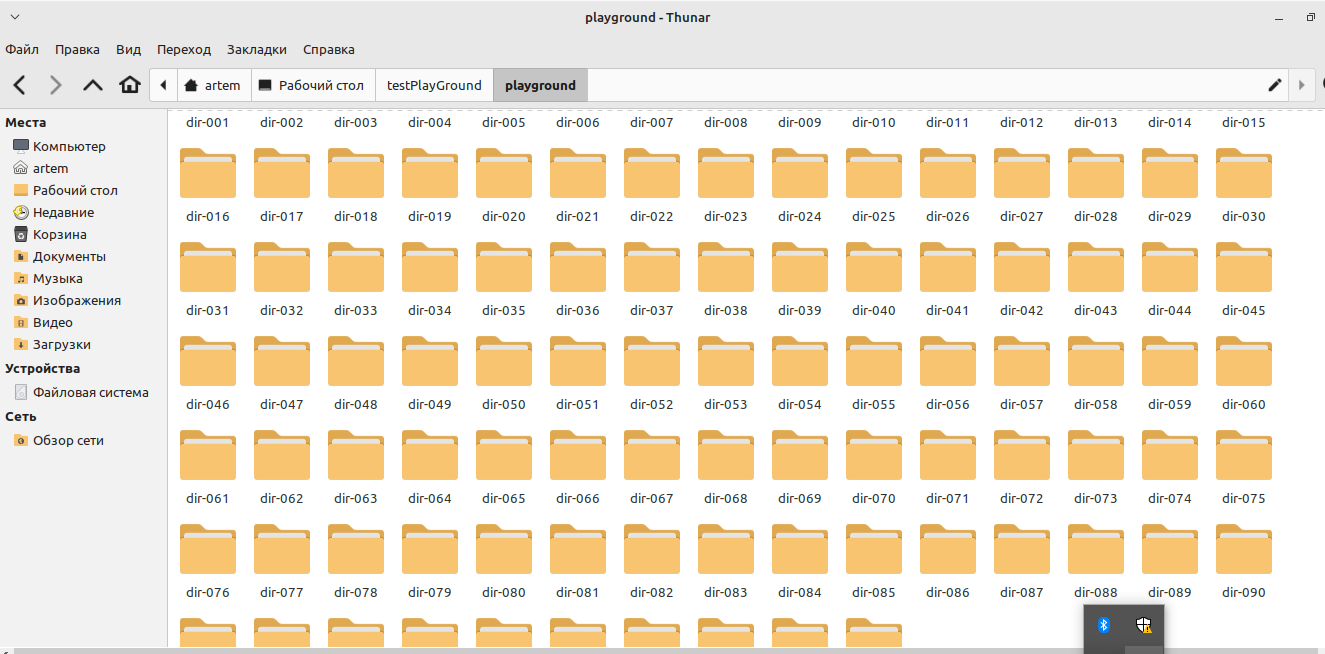 playground - Thunar
Файл Правка Вид Переход Закладки Справка
artem Рабочий стол testPlayGround playground
Места
Компьютер
artem
Рабочий стол
Недавние
Корзина
Документы
Музыка
Изображения
Видео
Загрузки
Устройства
Файловая система
Сеть
Обзор сети
dir-001 dir-002 dir-003 dir-004 dir-005 dir-006 dir-007 dir-008 dir-009 dir-010 dir-011 dir-012 dir-013 dir-014 dir-015
dir-016 dir-017 dir-018 dir-019 dir-020 dir-021 dir-022 dir-023 dir-024 dir-025 dir-026 dir-027 dir-028 dir-029 dir-030
dir-031 dir-032 dir-033 dir-034 dir-035 dir-036 dir-037 dir-038 dir-039 dir-040 dir-041 dir-042 dir-043 dir-044 dir-045
dir-046 dir-047 dir-048 dir-049 dir-050 dir-051 dir-052 dir-053 dir-054 dir-055 dir-056 dir-057 dir-058 dir-059 dir-060
dir-061 dir-062 dir-063 dir-064 dir-065 dir-066 dir-067 dir-068 dir-069 dir-070 dir-071 dir-072 dir-073 dir-074 dir-075
dir-076 dir-077 dir-078 dir-079 dir-080 dir-081 dir-082 dir-083 dir-084 dir-085 dir-086 dir-087 dir-088 dir-089 dir-090